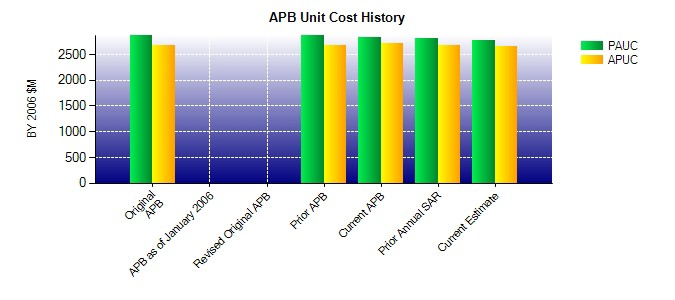 APB Unit Cost History
BY 2006 $M
2500
2000
1500
1000
500
0
Original
APB
APB as of January 2006
Revised Original APB
Prior APB
Current APB
Prior Annual SAR
Current Estimate
PAUC
APUC